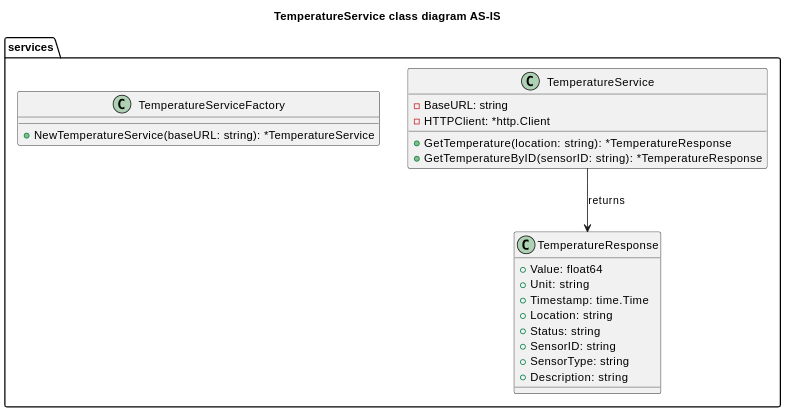 TemperatureService class diagram AS-IS
services
C TemperatureServiceFactory
NewTemperatureService(baseURL: string): *TemperatureService
C TemperatureService
BaseURL: string
HTTPClient: *http.Client
GetTemperature(location: string): *TemperatureResponse
GetTemperatureByID(sensorID: string): *TemperatureResponse
returns
C TemperatureResponse
Value: float64
Unit: string
Timestamp: time.Time
Location: string
Status: string
SensorID: string
SensorType: string
Description: string